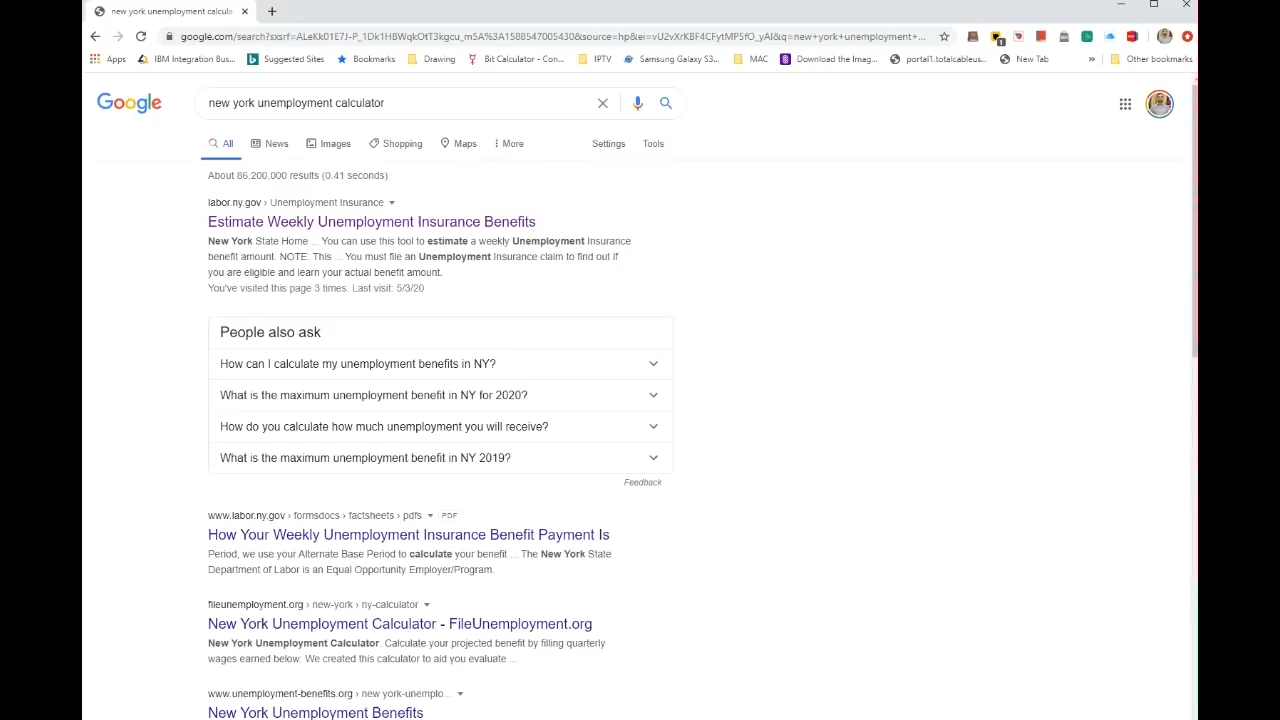 new york unemployment calcula
google.com/search?sxsrf=ALeKk01E7J-P_1Dk1HBWqkOtT3kgcu_m5A%3A1588547005430&source=hp&ei=vU2vXrKBF4CFytMP5fO_yAI&q=new+york+unemployment+...
Apps IBM Integration Bus... Suggested Sites Bookmarks Drawing Bit Calculator - Con... IPTV Samsung Galaxy S3... MAC Download the Imag... portal1.totalcableus... New Tab » Other bookmarks
Google new york unemployment calculator
All News Images Shopping Maps More Settings Tools
About 86,200,000 results (0.41 seconds)
labor.ny.gov › Unemployment Insurance
Estimate Weekly Unemployment Insurance Benefits
New York State Home ... You can use this tool to estimate a weekly Unemployment Insurance
benefit amount. NOTE: This ... You must file an Unemployment Insurance claim to find out if
you are eligible and learn your actual benefit amount.
You've visited this page 3 times. Last visit: 5/3/20
People also ask
How can I calculate my unemployment benefits in NY?
What is the maximum unemployment benefit in NY for 2020?
How do you calculate how much unemployment you will receive?
What is the maximum unemployment benefit in NY 2019?
Feedback
www.labor.ny.gov › formsdocs › factsheets › pdfs PDF
How Your Weekly Unemployment Insurance Benefit Payment Is
Period, we use your Alternate Base Period to calculate your benefit ... The New York State
Department of Labor is an Equal Opportunity Employer/Program.
fileunemployment.org › new-york › ny-calculator
New York Unemployment Calculator - FileUnemployment.org
New York Unemployment Calculator. Calculate your projected benefit by filling quarterly
wages earned below: We created this calculator to aid you evaluate ...
www.unemployment-benefits.org › new york-unemplo...
New York Unemployment Benefits